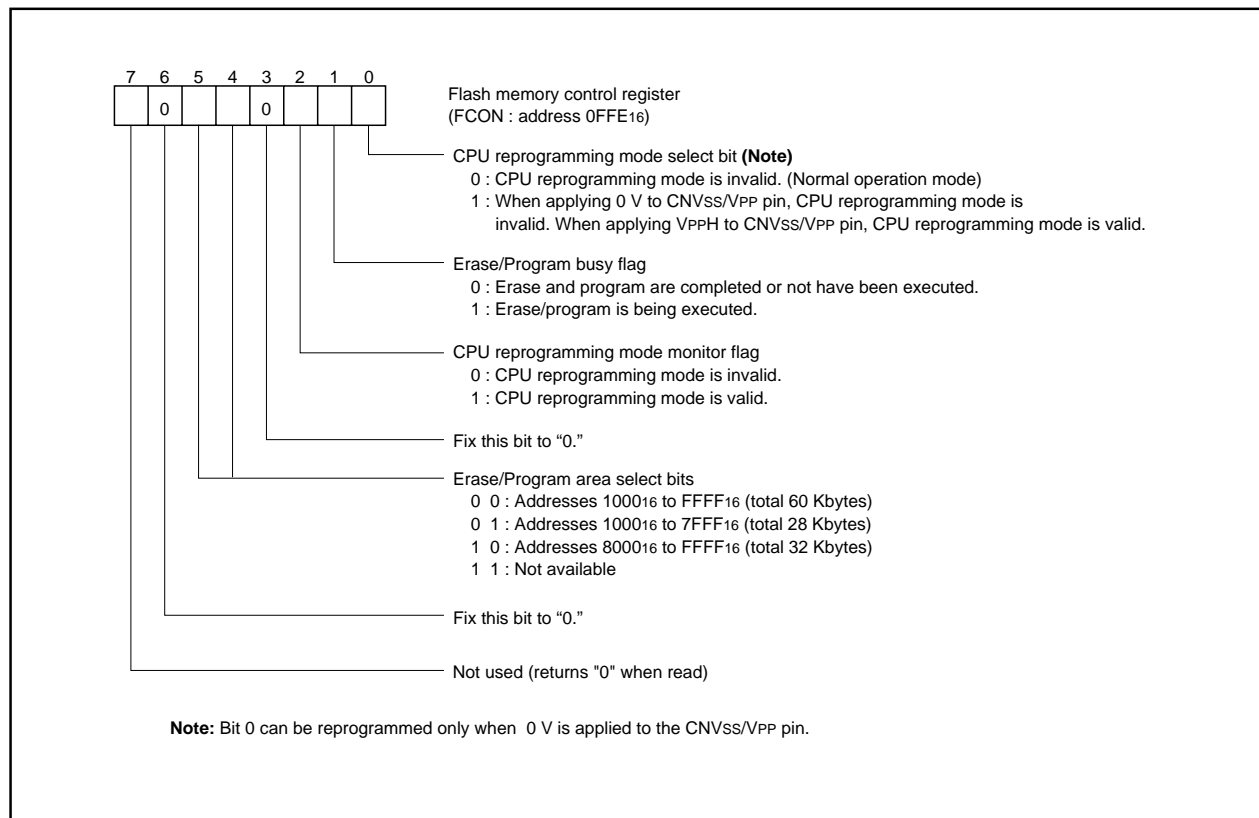 7 6 5 4 3 2 1 0
0 0
Flash memory control register
(FCON : address 0FFE16)
CPU reprogramming mode select bit (Note)
0 : CPU reprogramming mode is invalid. (Normal operation mode)
1 : When applying 0 V to CNVSS/VPP pin, CPU reprogramming mode is
invalid. When applying VPPH to CNVSS/VPP pin, CPU reprogramming mode is valid.
Erase/Program busy flag
0 : Erase and program are completed or not have been executed.
1 : Erase/program is being executed.
CPU reprogramming mode monitor flag
0 : CPU reprogramming mode is invalid.
1 : CPU reprogramming mode is valid.
Fix this bit to “0.”
Erase/Program area select bits
0 0 : Addresses 100016 to FFFF16 (total 60 Kbytes)
0 1 : Addresses 100016 to 7FFF16 (total 28 Kbytes)
1 0 : Addresses 800016 to FFFF16 (total 32 Kbytes)
1 1 : Not available
Fix this bit to “0.”
Not used (returns "0" when read)
Note: Bit 0 can be reprogrammed only when 0 V is applied to the CNVSS/VPP pin.